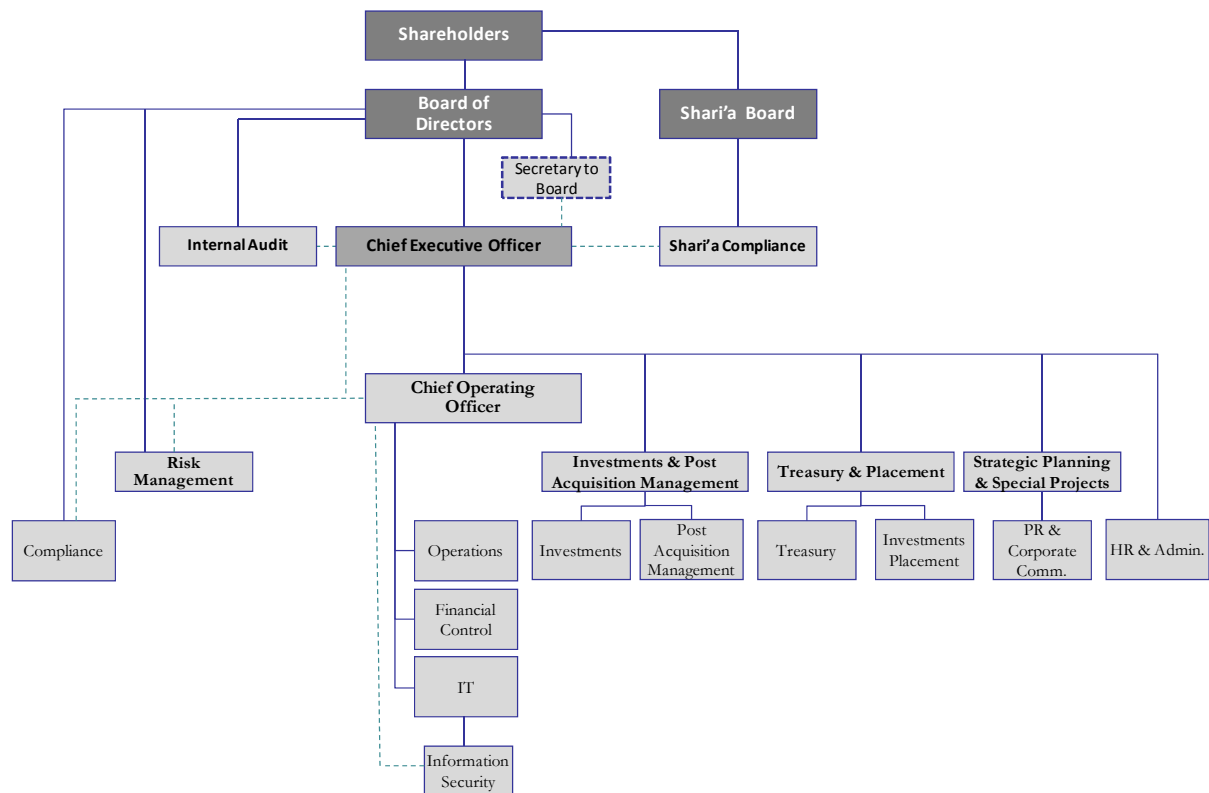 Shareholders
Board of
Directors
Shari'a Board
Secretary to
Board
Internal Audit
Chief Executive Officer
Shari'a Compliance
Chief Operating
Officer
Risk
Management
Investments & Post
Acquisition Management
Treasury & Placement
Strategic Planning
& Special Projects
Compliance
Operations
Investments
Post
Acquisition
Management
Treasury
Investments
Placement
PR &
Corporate
Comm.
HR & Admin.
Financial
Control
IT
Information
Security